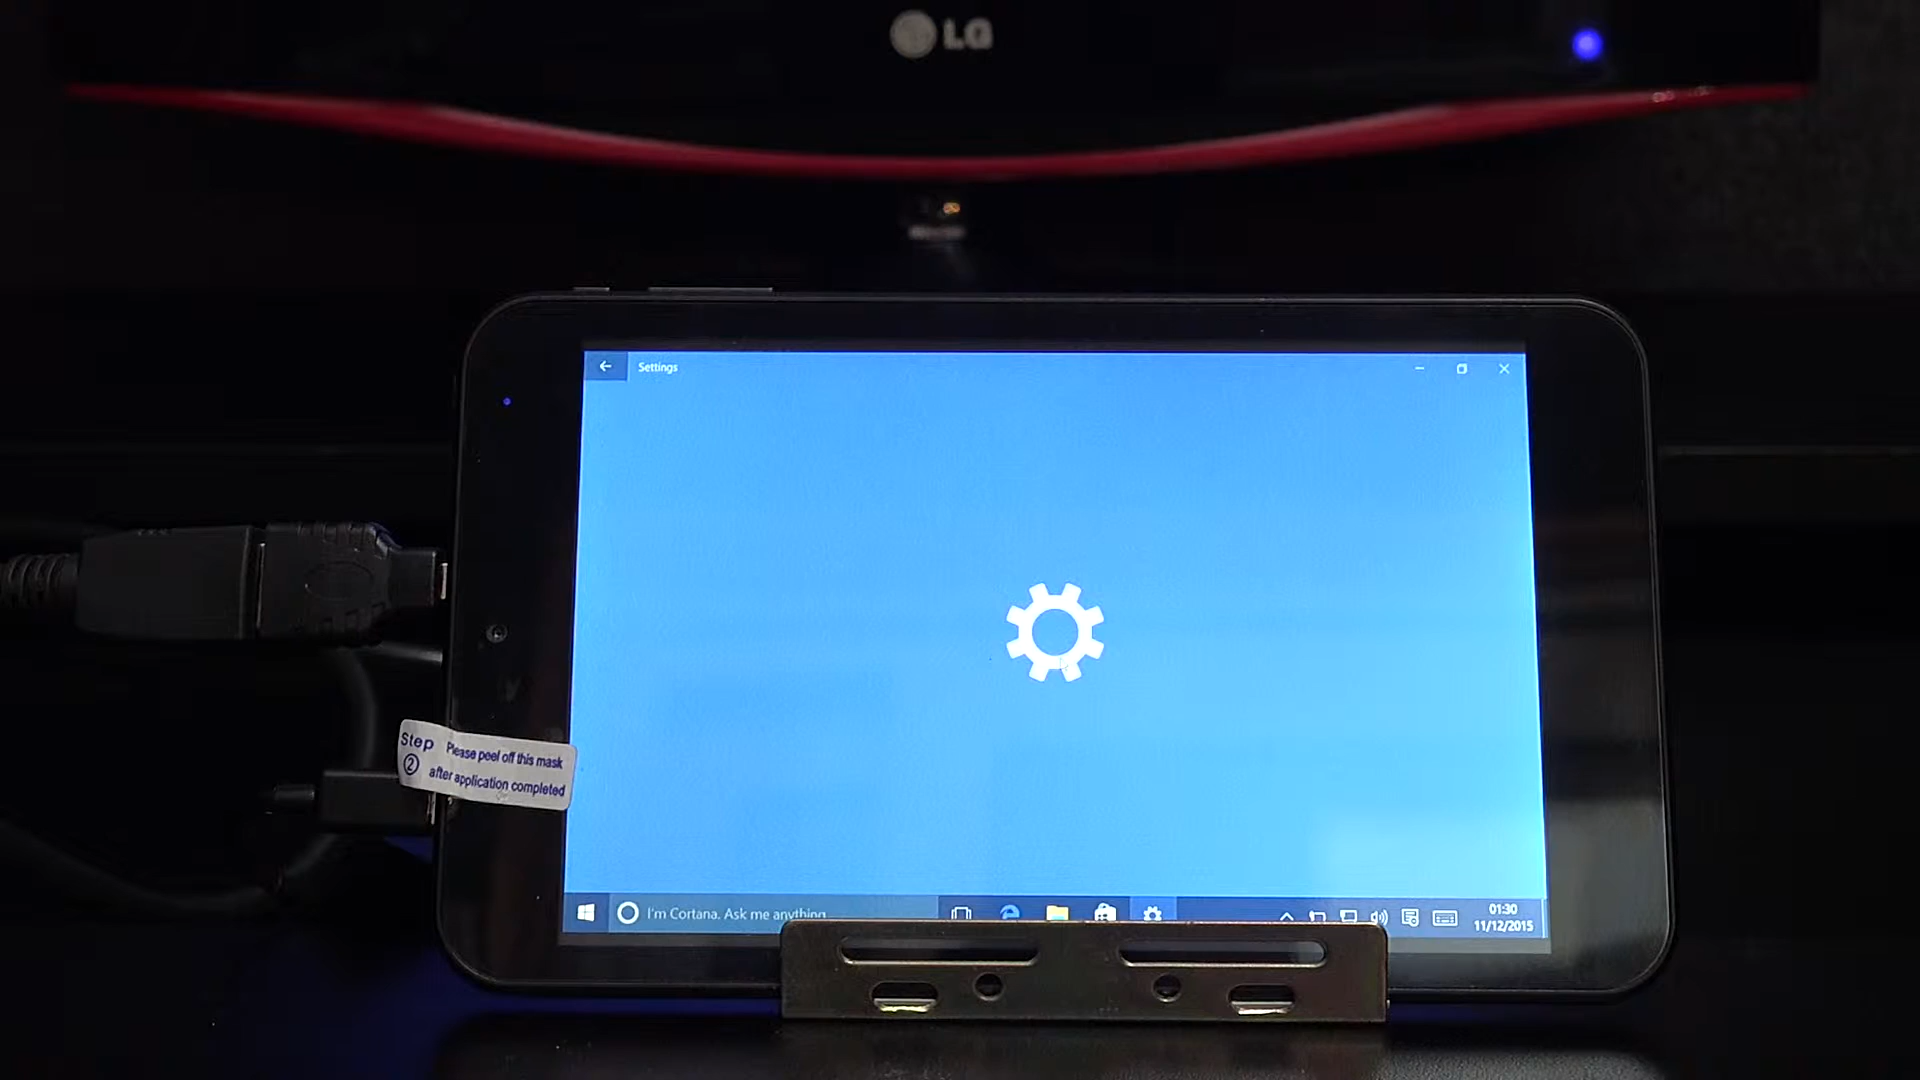 LG
Settings
Step Please peel off this mask
2 after application completed
I'm Cortana. Ask me anything
01:30
11/12/2015